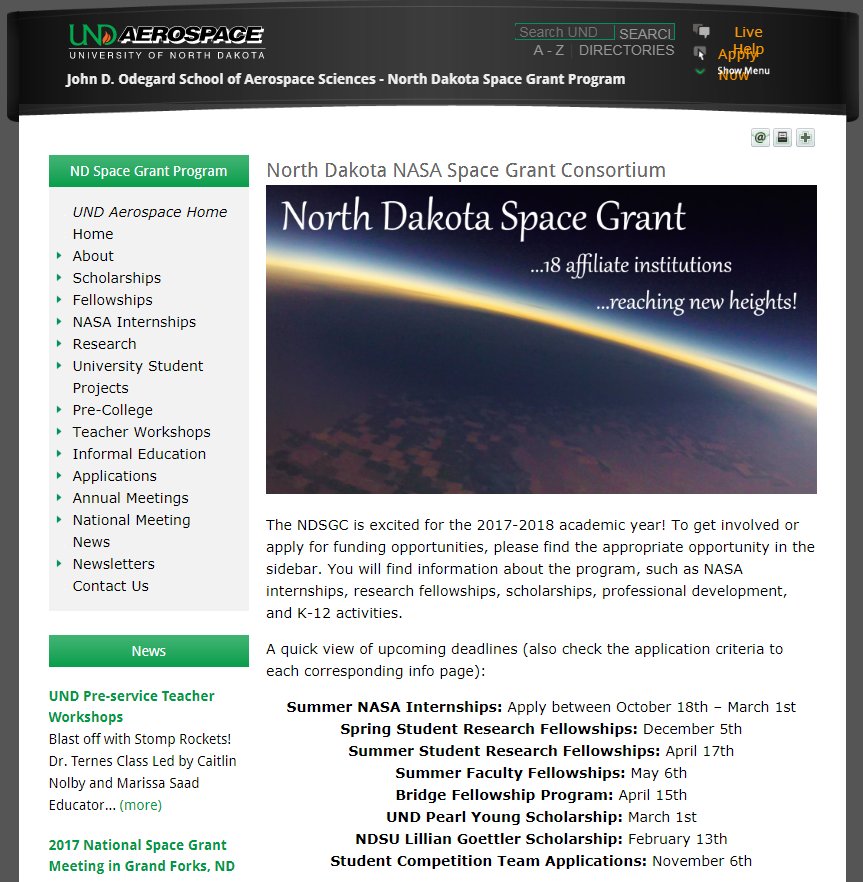 UND AEROSPACE
UNIVERSITY OF NORTH DAKOTA
John D. Odegard School of Aerospace Sciences - North Dakota Space Grant Program
Search UND
SEARCI
A - Z
DIRECTORIES
Live
Help
Apply
Now
Show Menu
ND Space Grant Program
UND Aerospace Home
Home
About
Scholarships
Fellowships
NASA Internships
Research
University Student
Projects
Pre-College
Teacher Workshops
Informal Education
Applications
Annual Meetings
National Meeting
News
Newsletters
Contact Us
News
UND Pre-service Teacher
Workshops
Blast off with Stomp Rockets!
Dr. Ternes Class Led by Caitlin
Nolby and Marissa Saad
Educator... (more)
2017 National Space Grant
Meeting in Grand Forks, ND
North Dakota NASA Space Grant Consortium
North Dakota Space Grant
...18 affiliate institutions
...reaching new heights!
The NDSGC is excited for the 2017-2018 academic year! To get involved or
apply for funding opportunities, please find the appropriate opportunity in the
sidebar. You will find information about the program, such as NASA
internships, research fellowships, scholarships, professional development,
and K-12 activities.
A quick view of upcoming deadlines (also check the application criteria to
each corresponding info page):
Summer NASA Internships: Apply between October 18th – March 1st
Spring Student Research Fellowships: December 5th
Summer Student Research Fellowships: April 17th
Summer Faculty Fellowships: May 6th
Bridge Fellowship Program: April 15th
UND Pearl Young Scholarship: March 1st
NDSU Lillian Goettler Scholarship: February 13th
Student Competition Team Applications: November 6th